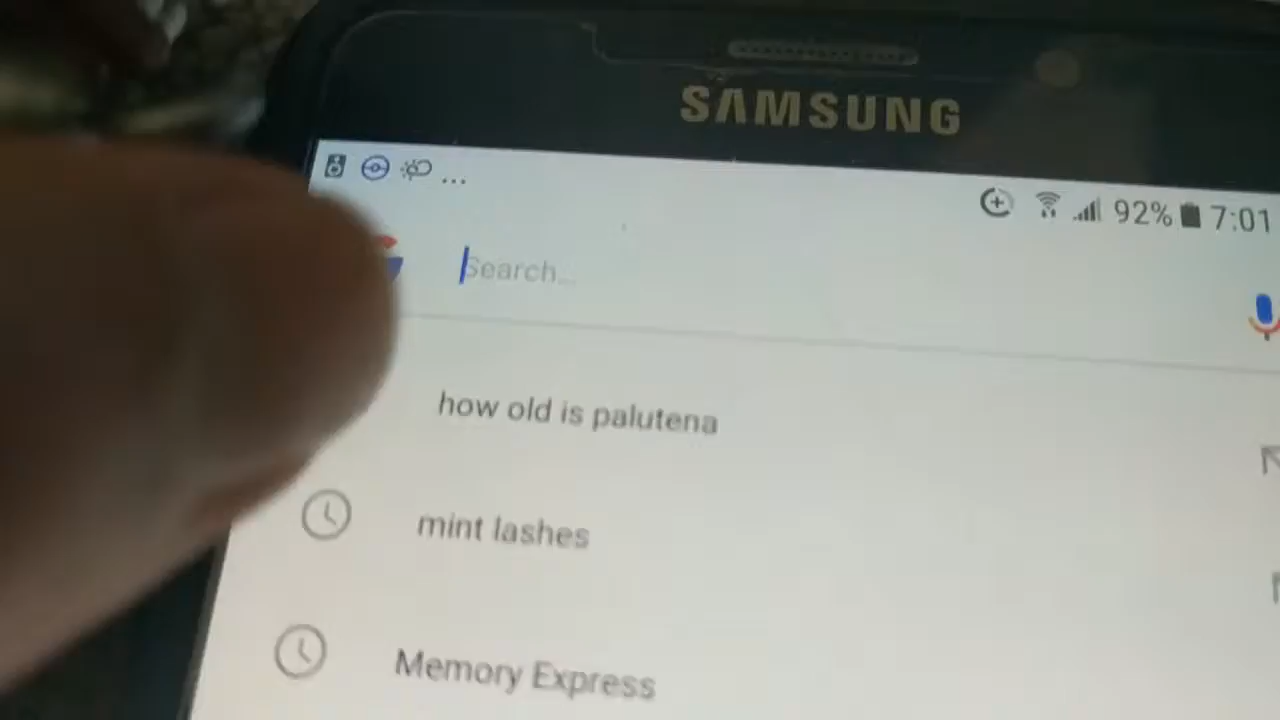 SAMSUNG
... 92% 7:01
Search...
how old is palutena
mint lashes
Memory Express